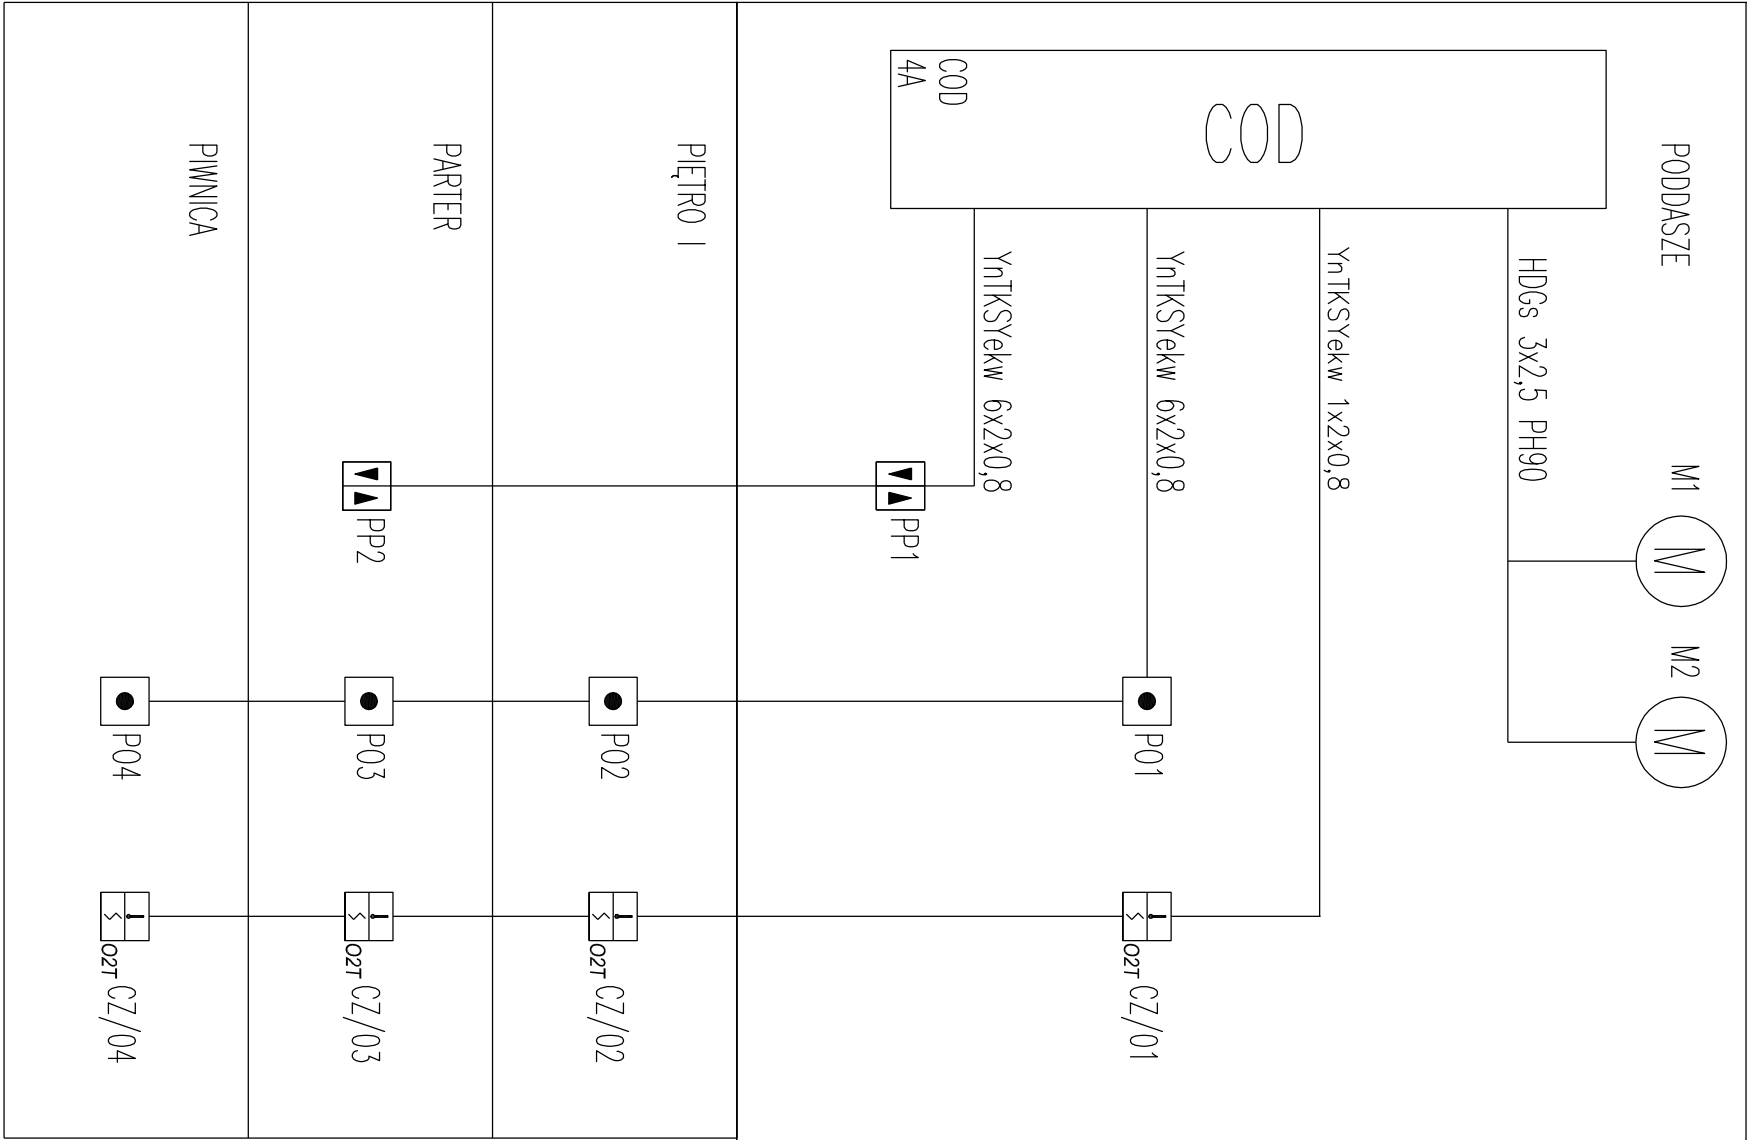 PODDASZE
COD
4A
COD
HDGs 3x2,5 PH90
YnTKSYekw 1x2x0,8
YnTKSYekw 6x2x0,8
YnTKSYekw 6x2x0,8
M1
M
M2
M
PP1
PO1
O2T CZ/01
PIĘTRO I
PO2
O2T CZ/02
PARTER
PP2
PO3
O2T CZ/03
PIWNICA
PO4
O2T CZ/04